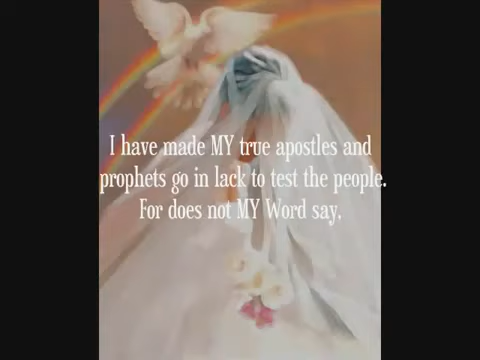 I have made MY true apostles and
prophets go in lack to test the people.
For does not MY Word say,